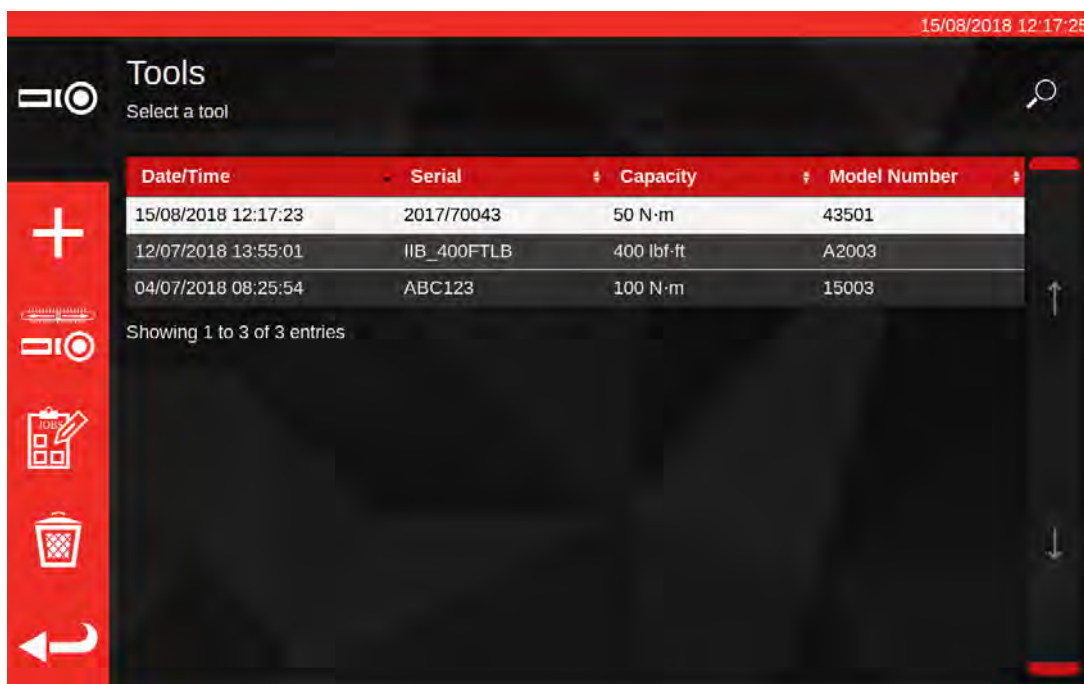 15/08/2018 12:17:25
Tools
Select a tool
Date/Time Serial Capacity Model Number
15/08/2018 12:17:23 2017/70043 50 N·m 43501
12/07/2018 13:55:01 IIB_400FTLB 400 lbf·ft A2003
04/07/2018 08:25:54 ABC123 100 N·m 15003
Showing 1 to 3 of 3 entries
JOBS